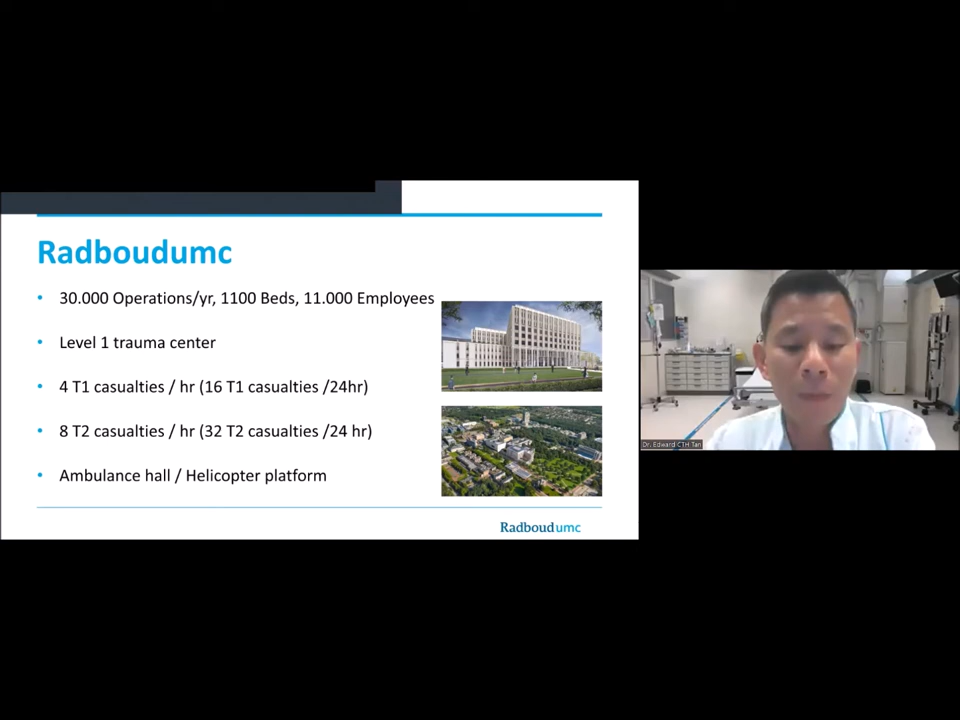 Radboudumc
• 30.000 Operations/yr, 1100 Beds, 11.000 Employees
• Level 1 trauma center
• 4 T1 casualties / hr (16 T1 casualties /24hr)
• 8 T2 casualties / hr (32 T2 casualties /24 hr)
• Ambulance hall / Helicopter platform
Radboudumc
Dr. Edward CTH Tan